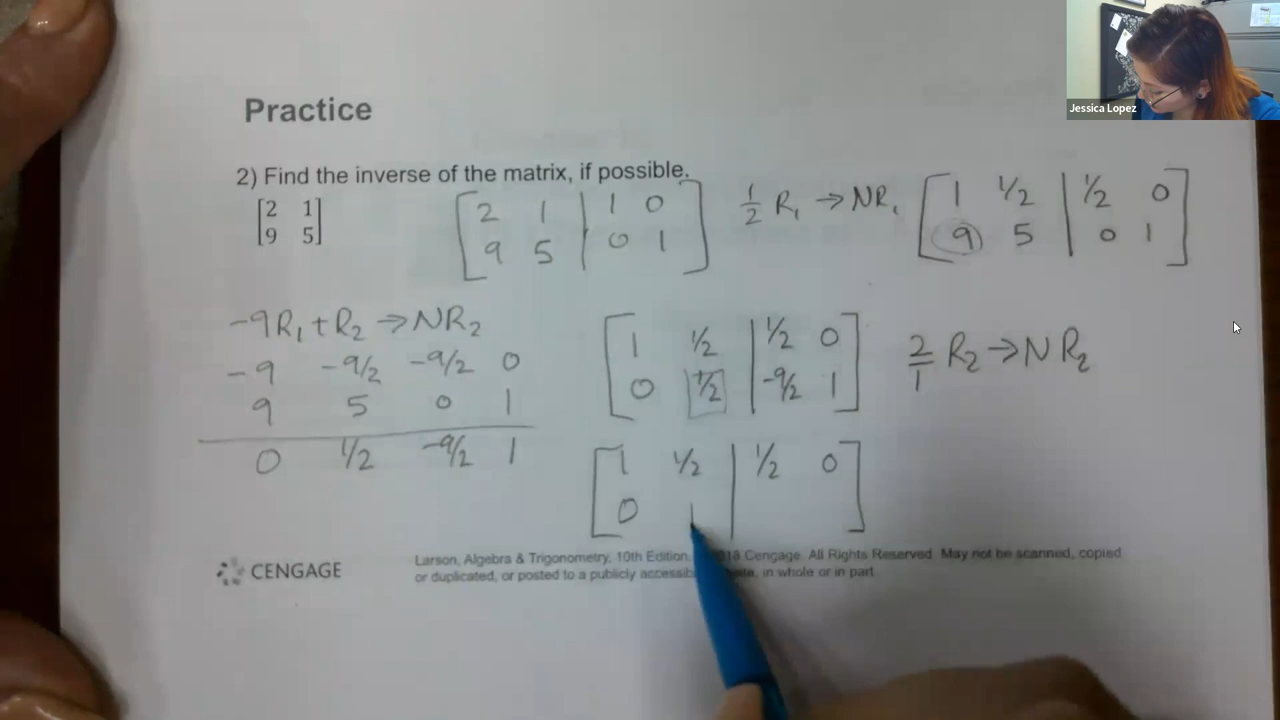 Jessica Lopez
Practice
2) Find the inverse of the matrix, if possible.
[2 1
9 5]
[2 1 | 1 0
9 5 | 0 1]
1/2 R₁ → NR₁
[1 1/2 | 1/2 0
9 5 | 0 1]
-9R₁ + R₂ → NR₂
-9 -9/2 -9/2 0
9 5 0 1
0 1/2 -9/2 1
[1 1/2 | 1/2 0
0 1/2 | -9/2 1]
2/1 R₂ → NR₂
[1 1/2 | 1/2 0
0 1 | ]
CENGAGE
Larson, Algebra & Trigonometry, 10th Edition. 2018 Cengage. All Rights Reserved. May not be scanned, copied
or duplicated, or posted to a publicly in whole or in part